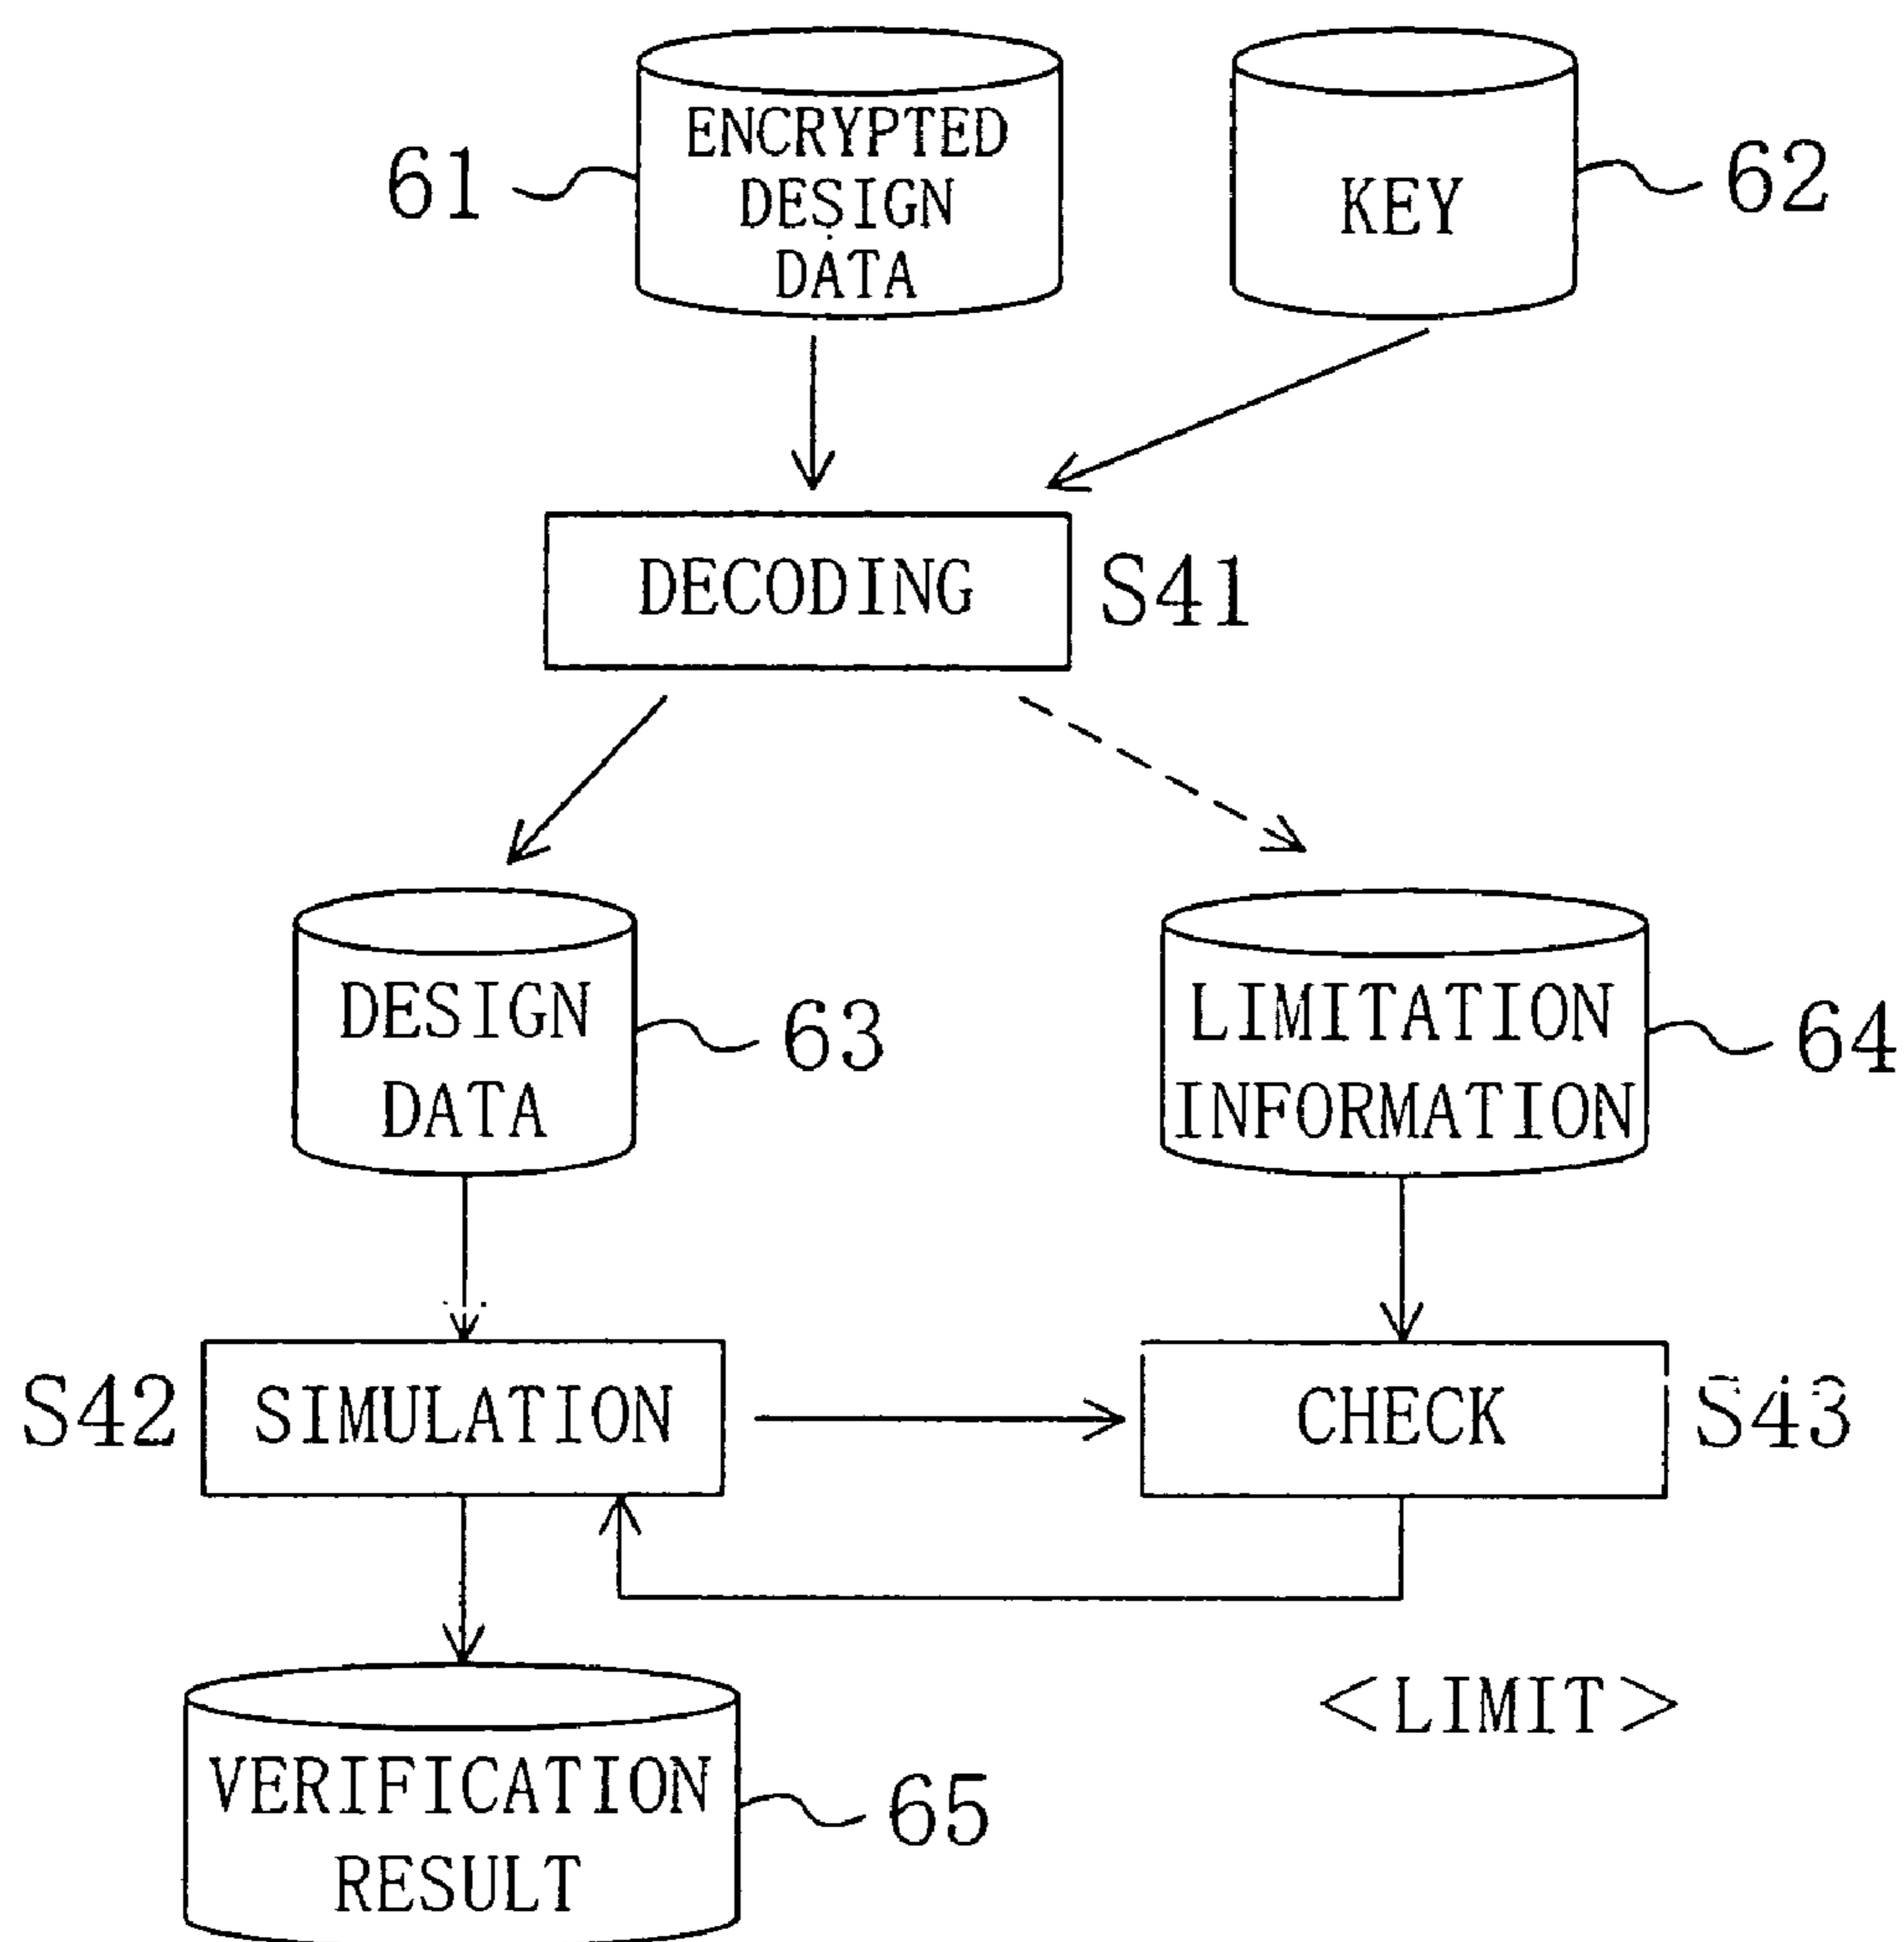 ENCRYPTED
DESIGN
DATA
61
KEY
62
DECODING
S41
DESIGN
DATA
63
LIMITATION
INFORMATION
64
S42
SIMULATION
CHECK
S43
<LIMIT>
VERIFICATION
RESULT
65